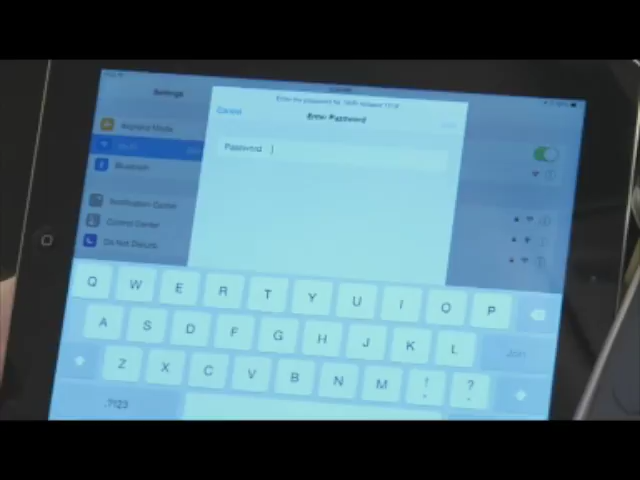 Settings
Cancel
Enter Password
Password
Airplane Mode
Wi-Fi
Bluetooth
Notification Center
Control Center
Do Not Disturb
Q W E R T Y U I O P
A S D F G H J K L Join
Z X C V B N M ! , ? .
.?123